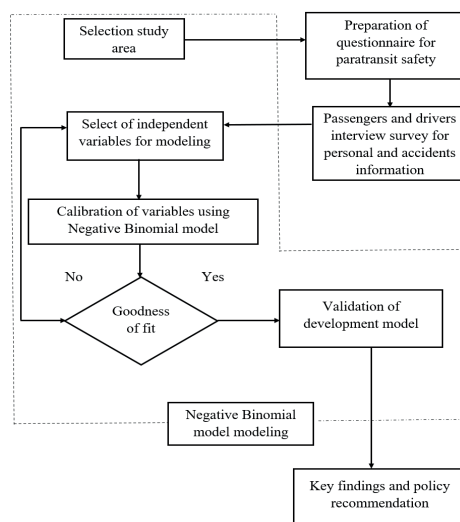 Selection study
area
Preparation of
questionnaire for
paratransit safety
Select of independent
variables for modeling
Passengers and drivers
interview survey for
personal and accidents
information
Calibration of variables using
Negative Binomial model
No
Yes
Goodness
of fit
Validation of
development model
Negative Binomial
model modeling
Key findings and policy
recommendation